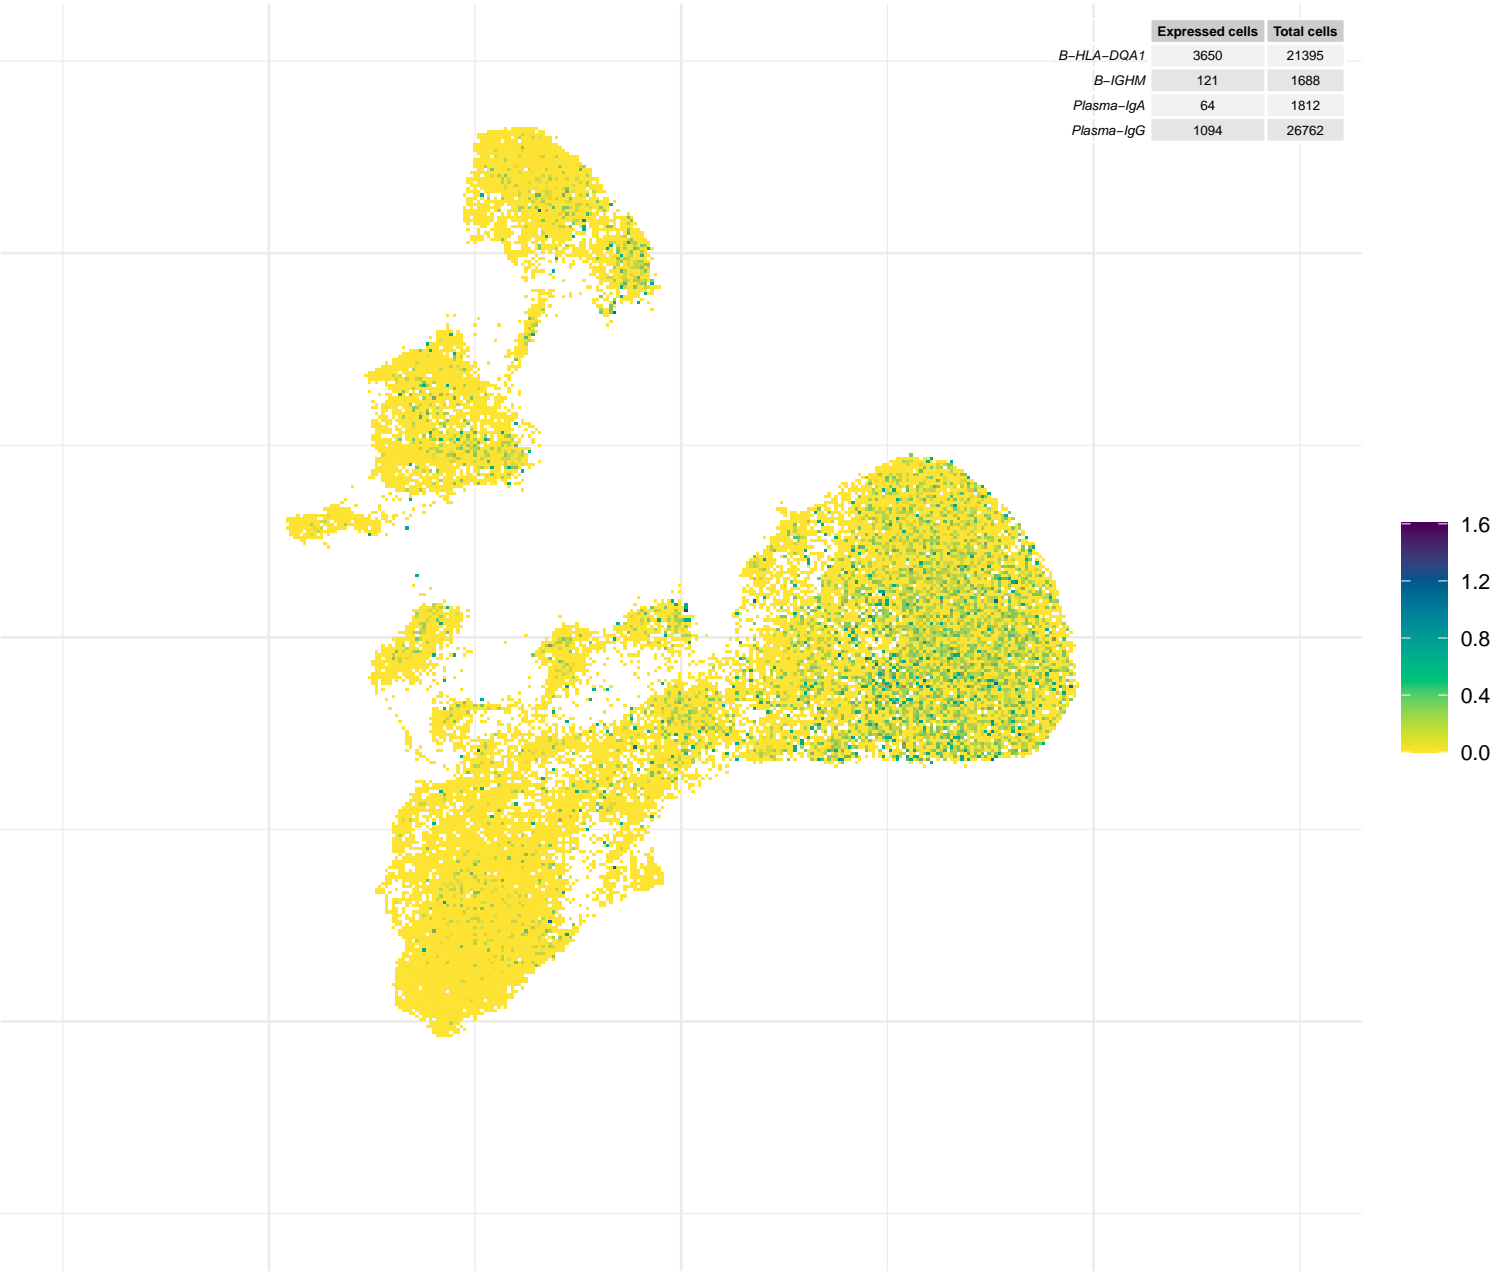 Expressed cells Total cells
B−HLA−DQA1 3650 21395
B−IGHM 121 1688
Plasma−IgA 64 1812
Plasma−IgG 1094 26762
1.6
1.2
0.8
0.4
0.0